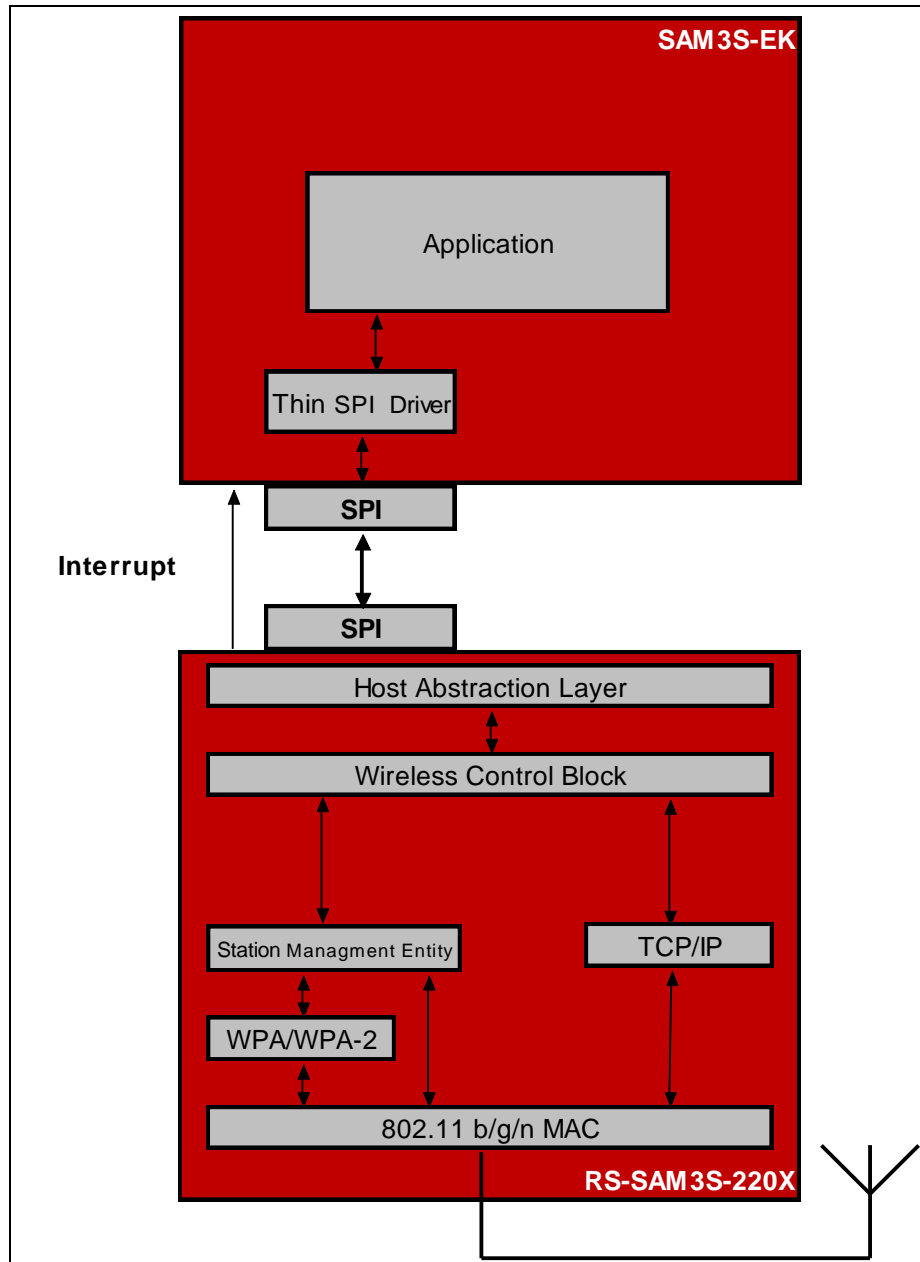 SAM3S-EK
Application
Thin SPI Driver
SPI
Interrupt
SPI
Host Abstraction Layer
Wireless Control Block
Station Managment Entity
TCP/IP
WPA/WPA-2
802.11 b/g/n MAC
RS-SAM3S-220X